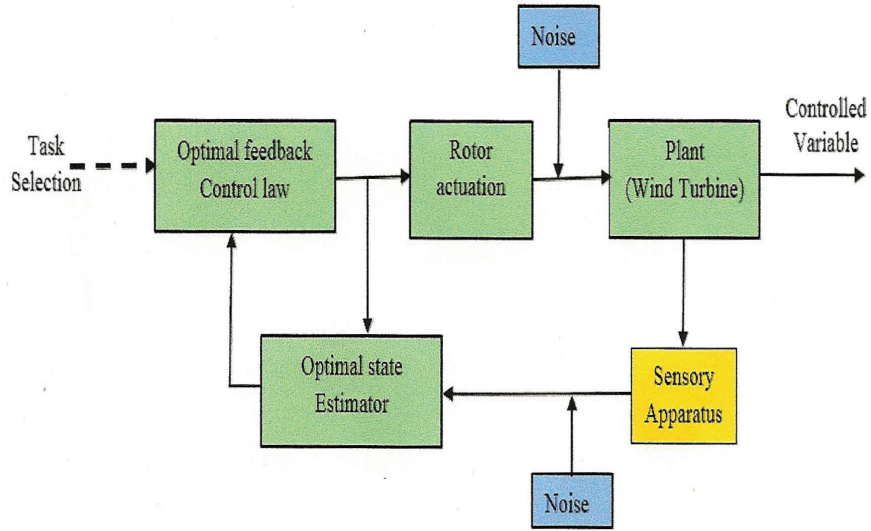 Noise
Controlled
Variable
Task
Selection
Optimal feedback
Control law
Rotor
actuation
Plant
(Wind Turbine)
Optimal state
Estimator
Sensory
Apparatus
Noise